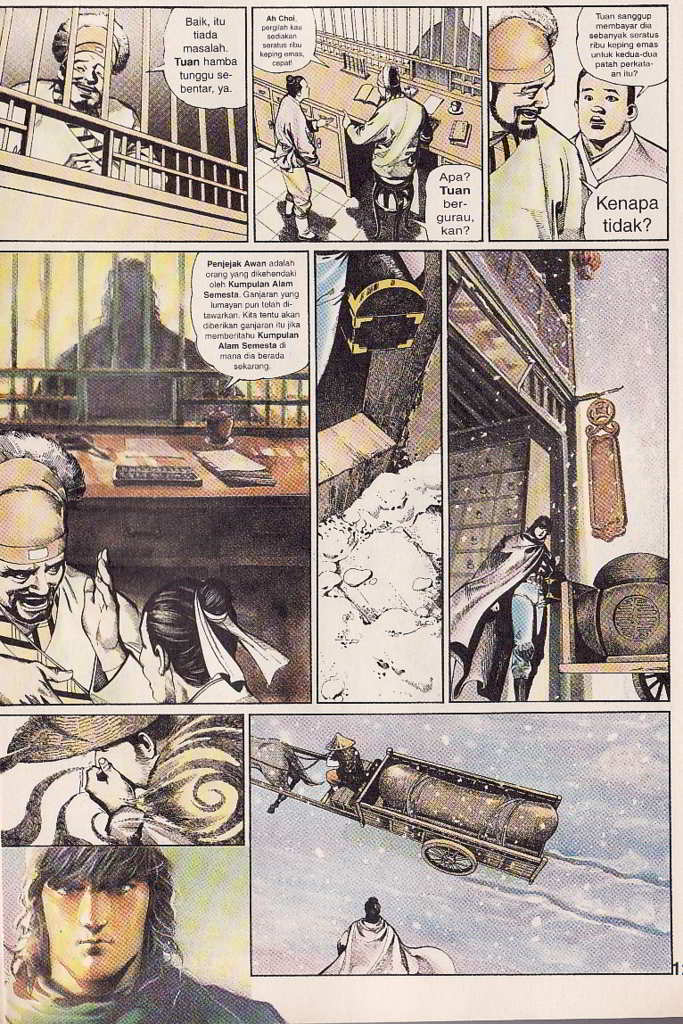 Baik, itu
tiada
masalah.
Tuan hamba
tunggu se-
bentar, ya.
Ah Choi,
pergilah kau
sediakan
seratus ribu
keping emas,
cepat!
Apa?
Tuan
ber-
gurau,
kan?
Tuan sanggup
membayar dia
sebanyak seratus
ribu keping emas
untuk kedua-dua
patah perkata-
an itu?
Kenapa
tidak?
Penjejak Awan adalah
orang yang dikehendaki
oleh Kumpulan Alam
Semesta. Ganjaran yang
lumayan pun telah di-
tawarkan. Kita tentu akan
diberikan ganjaran itu jika
memberitahu Kumpulan
Alam Semesta di
mana dia berada
sekarang.